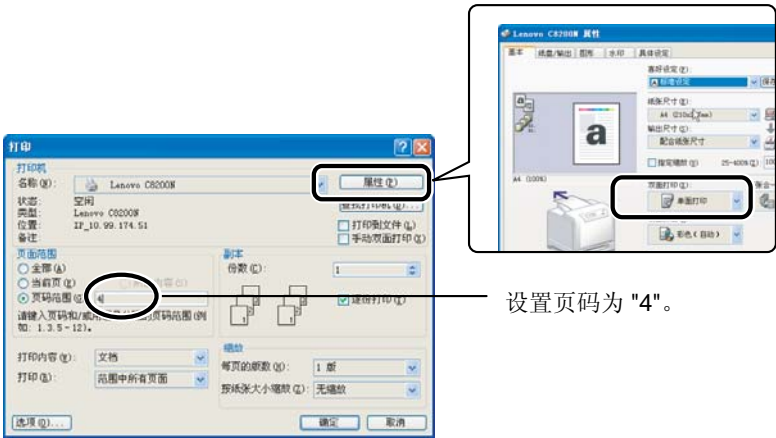 Lenovo C8200N 属性
基本 纸盘/输出 图形 水印 具体设定
喜好设定(E):
标准设定
纸张尺寸(Q):
A4 (210x297mm)
输出尺寸(T):
配合纸张尺寸
指定缩放(U) 25-400%(Z) 100
A4 (100%)
双面打印(Q):
单面打印
彩色(自动)
打印
打印机
名称(N): Lenovo C8200N 属性(P)
状态: 空闲
类型: Lenovo C8200N
位置: IP_10.99.174.51
备注:
打印到文件(L)
手动双面打印(X)
页面范围
全部(A)
当前页(E)
页码范围(G): 4
请键入页码和/或用逗号分隔的页码范围(例
如: 1.3.5-12)。
副本
份数(C): 1
逐份打印(T)
打印内容(W): 文档
打印(R): 范围中所有页面
缩放
每页的版数(H): 1 版
按纸张大小缩放(Z): 无缩放
选项(O)... 确定 取消
设置页码为 "4"。